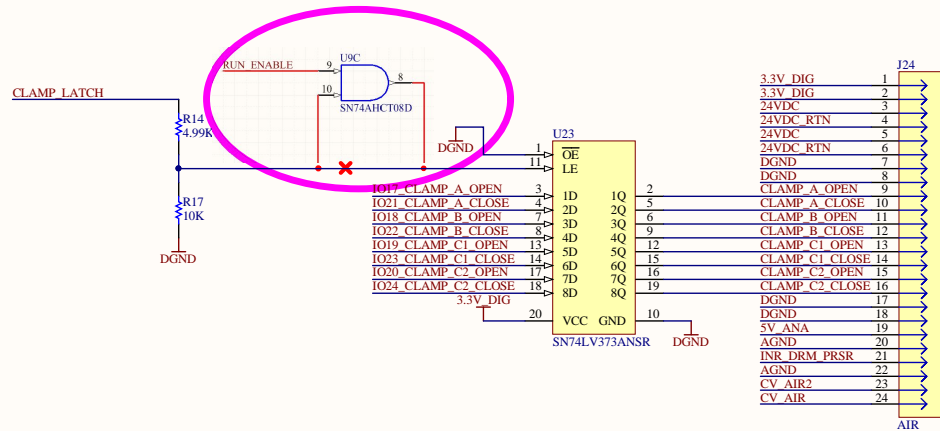 U9C
RUN_ENABLE 9
8
10
SN74AHCT08D
CLAMP_LATCH
R14
4.99K
R17
10K
DGND
DGND
U23
1 OE
11 LE
IO17_CLAMP_A_OPEN 3 1D 1Q 2
IO21_CLAMP_A_CLOSE 4 2D 2Q 5
IO18_CLAMP_B_OPEN 7 3D 3Q 6
IO22_CLAMP_B_CLOSE 8 4D 4Q 9
IO19_CLAMP_C1_OPEN 13 5D 5Q 12
IO23_CLAMP_C1_CLOSE 14 6D 6Q 15
IO20_CLAMP_C2_OPEN 17 7D 7Q 16
IO24_CLAMP_C2_CLOSE 18 8D 8Q 19
3.3V_DIG
20 VCC GND 10
SN74LV373ANSR
DGND
J24
3.3V_DIG 1
3.3V_DIG 2
24VDC 3
24VDC_RTN 4
24VDC 5
24VDC_RTN 6
DGND 7
DGND 8
CLAMP_A_OPEN 9
CLAMP_A_CLOSE 10
CLAMP_B_OPEN 11
CLAMP_B_CLOSE 12
CLAMP_C1_OPEN 13
CLAMP_C1_CLOSE 14
CLAMP_C2_OPEN 15
CLAMP_C2_CLOSE 16
DGND 17
DGND 18
5V_ANA 19
AGND 20
INR_DRM_PRSR 21
AGND 22
CV_AIR2 23
CV_AIR 24
AIR